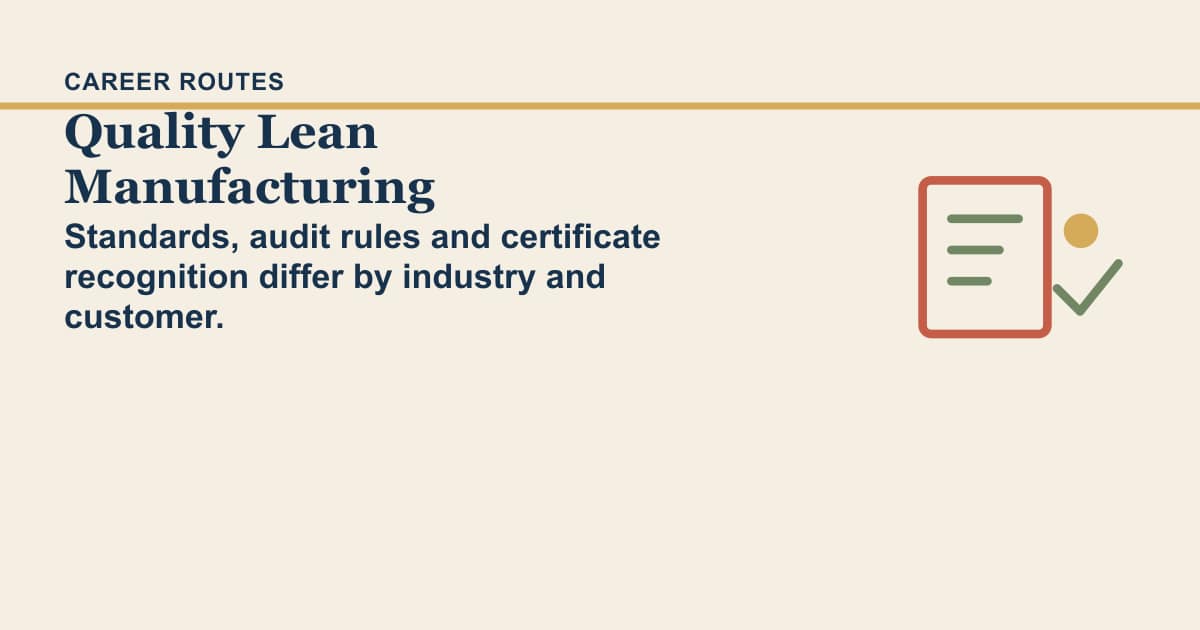 CAREER ROUTES
Quality Lean
Manufacturing
Standards, audit rules and certificate
recognition differ by industry and
customer.